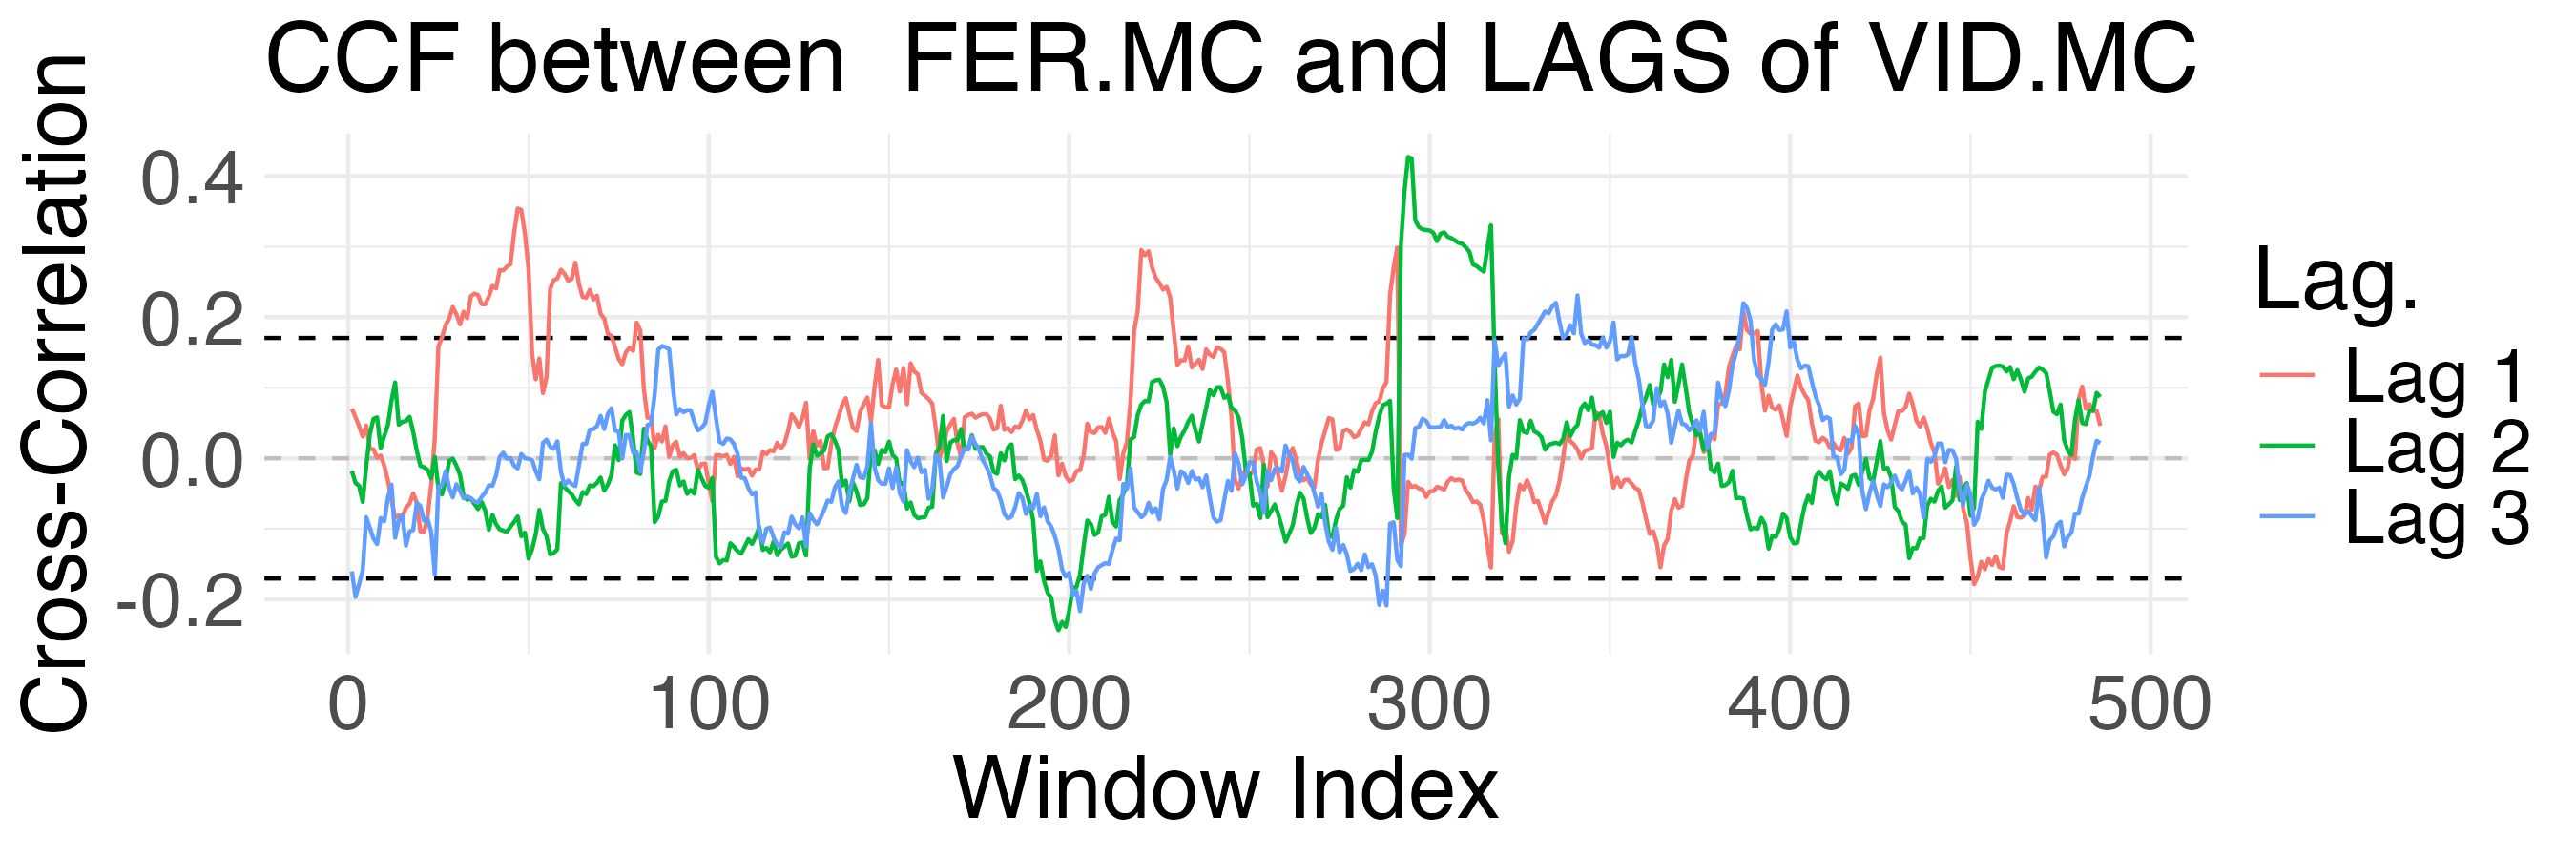 CCF between  FER.MC and LAGS of VID.MC
Cross-Correlation
0.4
0.2
0.0
-0.2
0
100
200
300
400
500
Window Index
Lag.
Lag 1
Lag 2
Lag 3